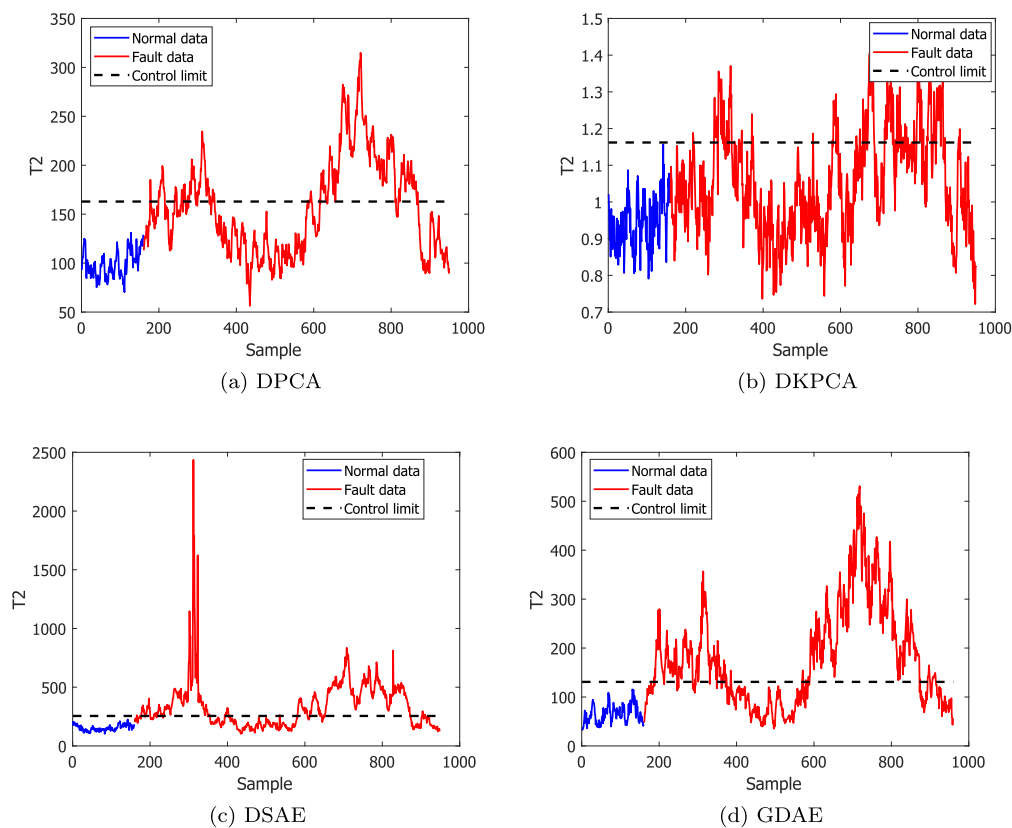 350
300
250
200
150
100
50
T2
0 200 400 600 800 1000
Sample
Normal data
Fault data
Control limit
(a) DPCA
1.5
1.4
1.3
1.2
1.1
1
0.9
0.8
0.7
T2
0 200 400 600 800 1000
Sample
Normal data
Fault data
Control limit
(b) DKPCA
2500
2000
1500
1000
500
0
T2
0 200 400 600 800 1000
Sample
Normal data
Fault data
Control limit
(c) DSAE
600
500
400
300
200
100
0
T2
0 200 400 600 800 1000
Sample
Normal data
Fault data
Control limit
(d) GDAE